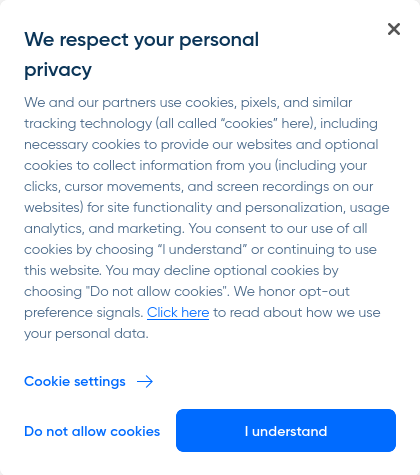 We respect your personal
privacy
We and our partners use cookies, pixels, and similar
tracking technology (all called “cookies” here), including
necessary cookies to provide our websites and optional
cookies to collect information from you (including your
clicks, cursor movements, and screen recordings on our
websites) for site functionality and personalization, usage
analytics, and marketing. You consent to our use of all
cookies by choosing “I understand” or continuing to use
this website. You may decline optional cookies by
choosing "Do not allow cookies". We honor opt-out
preference signals. Click here to read about how we use
your personal data.
Cookie settings
Do not allow cookies
I understand